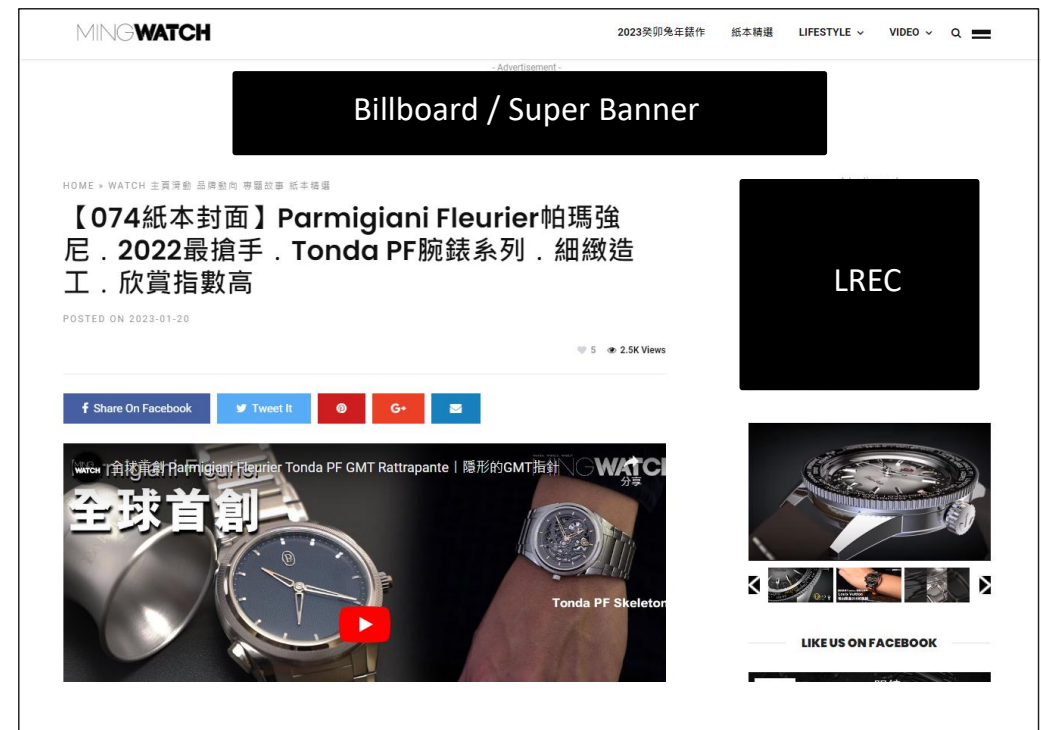 MINGWATCH
2023癸卯兔年錶作 紙本精選 LIFESTYLE VIDEO
- Advertisement -
Billboard / Super Banner
HOME » WATCH 主頁滑動 品牌動向 專題故事 紙本精選
【074紙本封面】Parmigiani Fleurier帕瑪強
尼．2022最搶手．Tonda PF腕錶系列．細緻造
工．欣賞指數高
POSTED ON 2023-01-20
5 2.5K Views
Share On Facebook Tweet It G+
全球首創 Parmigiani Fleurier Tonda PF GMT Rattrapante｜隱形的GMT指針
分享
全球首創
Tonda PF Skeleton
LREC
LIKE US ON FACEBOOK